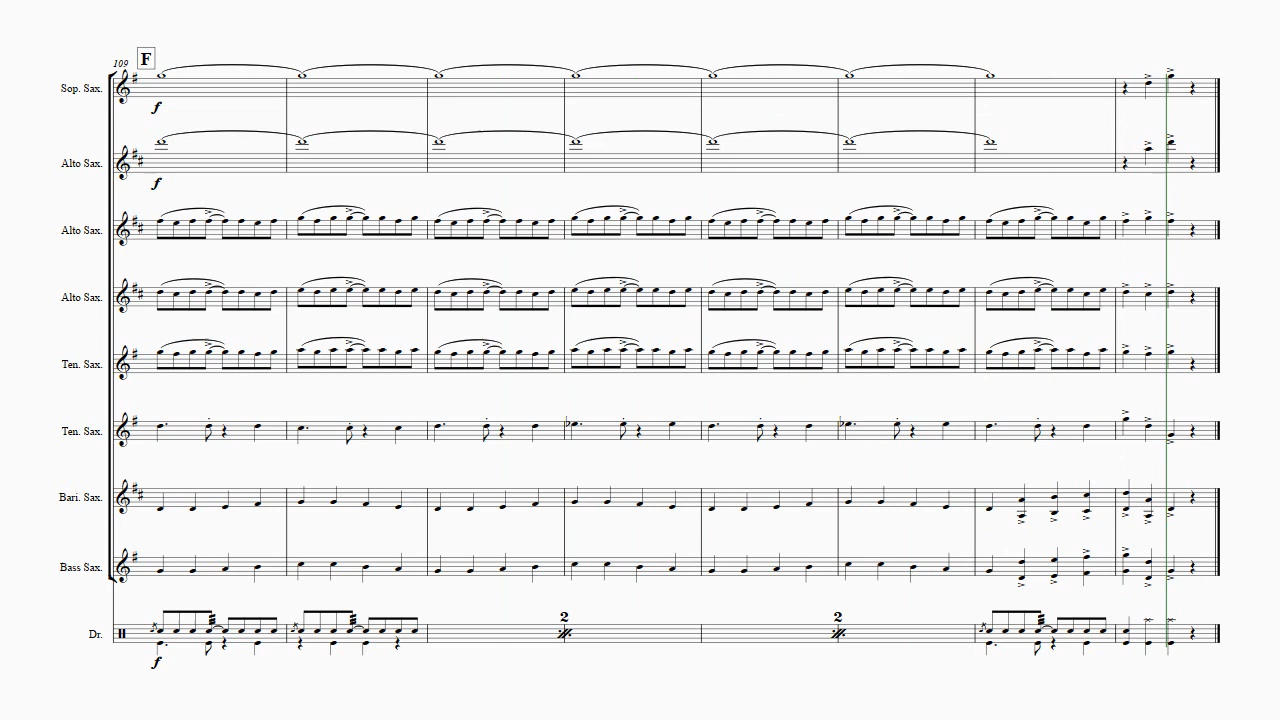 109 F
Sop. Sax.
f
Alto Sax.
f
Alto Sax.
Alto Sax.
Ten. Sax.
Ten. Sax.
Bari. Sax.
Bass Sax.
2 2
Dr.
f